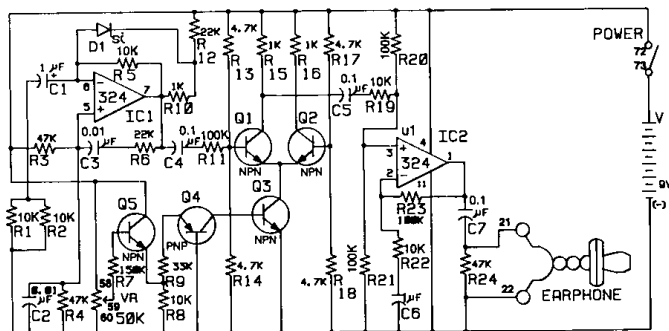 4.7K
4.7K
D1
Si
22K
R
12
R
13
1K
R
15
1K
R
16
R17
100K
R20
POWER
72
73
10K
R5
1
µF
C1
6
5
7
324
IC1
1K
R10
0.1
µF
C5
10K
R19
V
9V
(-)
47K
R3
0.01
µF
C3
22K
R6
0.1
µF
C4
100K
R11
Q1
NPN
Q2
NPN
U1
IC2
3
2
4
11
1
324
R23
100K
0.1
µF
C7
10K
R1
10K
R2
Q5
NPN
Q4
PNP
Q3
NPN
150K
R7
33K
R9
10K
R8
4.7K
R14
4.7K
R
18
100K
R21
10K
R22
µF
C6
47K
R24
21
22
EARPHONE
0.01
µF
C2
47K
R4
58
59
60
VR
50K